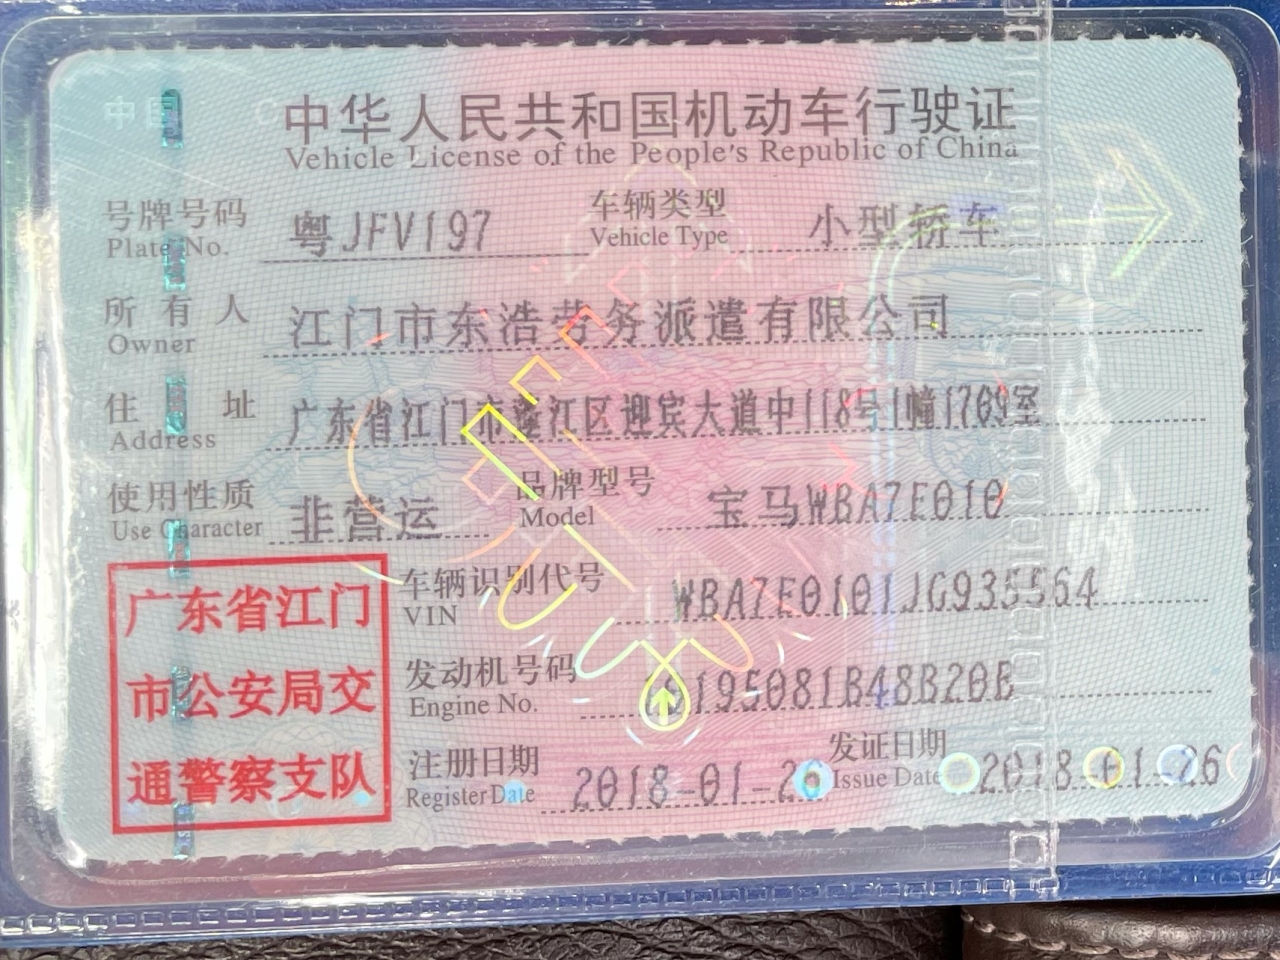 中华人民共和国机动车行驶证
Vehicle License of the People's Republic of China
号牌号码 粤JFV197 车辆类型 小型轿车
Plate No. Vehicle Type
所有人 江门市东浩劳务派遣有限公司
Owner
住址 广东省江门市蓬江区迎宾大道中118号1幢1769室
Address
使用性质 非营运 品牌型号 宝马WBA7E010
Use Character Model
车辆识别代号 WBA7E0101JG935564
VIN
发动机号码
Engine No.
注册日期 2018-01-26 发证日期 2018-01-26
Register Date Issue Date
广东省江门
市公安局交
通警察支队